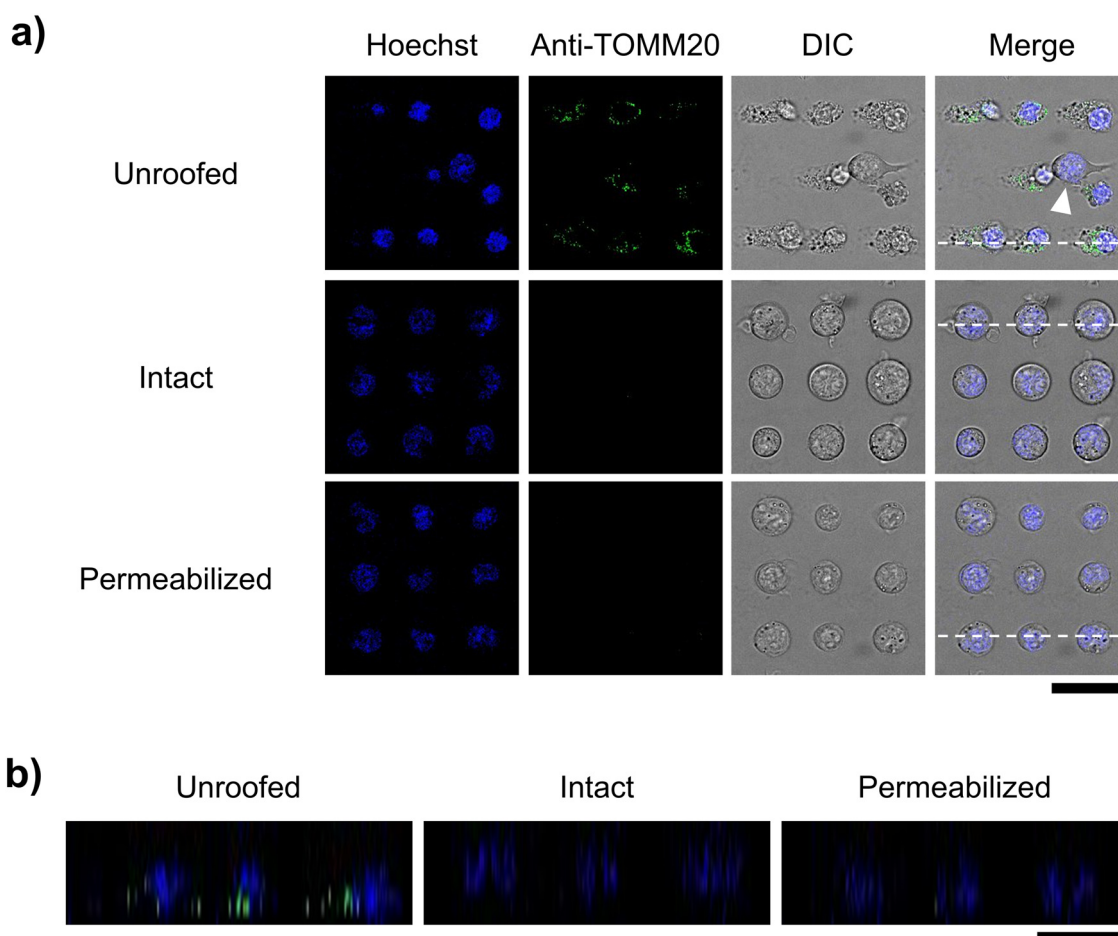 a)
Hoechst Anti-TOMM20 DIC Merge
Unroofed
Intact
Permeabilized
b)
Unroofed Intact Permeabilized